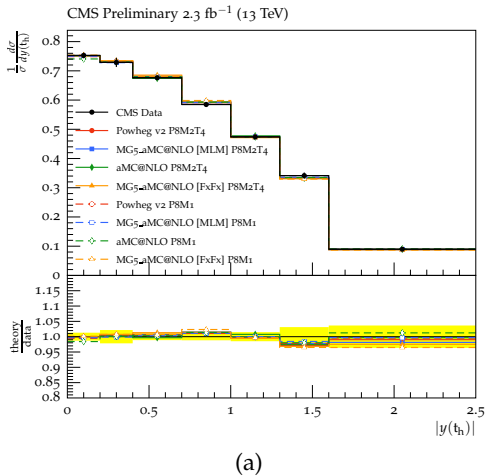 CMS Preliminary 2.3 fb⁻¹ (13 TeV)
1/σ dσ/dy(tₕ)
0.8
0.7
0.6
0.5
0.4
0.3
0.2
0.1
0
CMS Data
Powheg v2 P8M2T4
MG5_aMC@NLO [MLM] P8M2T4
aMC@NLO P8M2T4
MG5_aMC@NLO [FxFx] P8M2T4
Powheg v2 P8M1
MG5_aMC@NLO [MLM] P8M1
aMC@NLO P8M1
MG5_aMC@NLO [FxFx] P8M1
theory/data
1.15
1.1
1.05
1.0
0.95
0.9
0.85
0.8
0 0.5 1 1.5 2 2.5
|y(tₕ)|
(a)